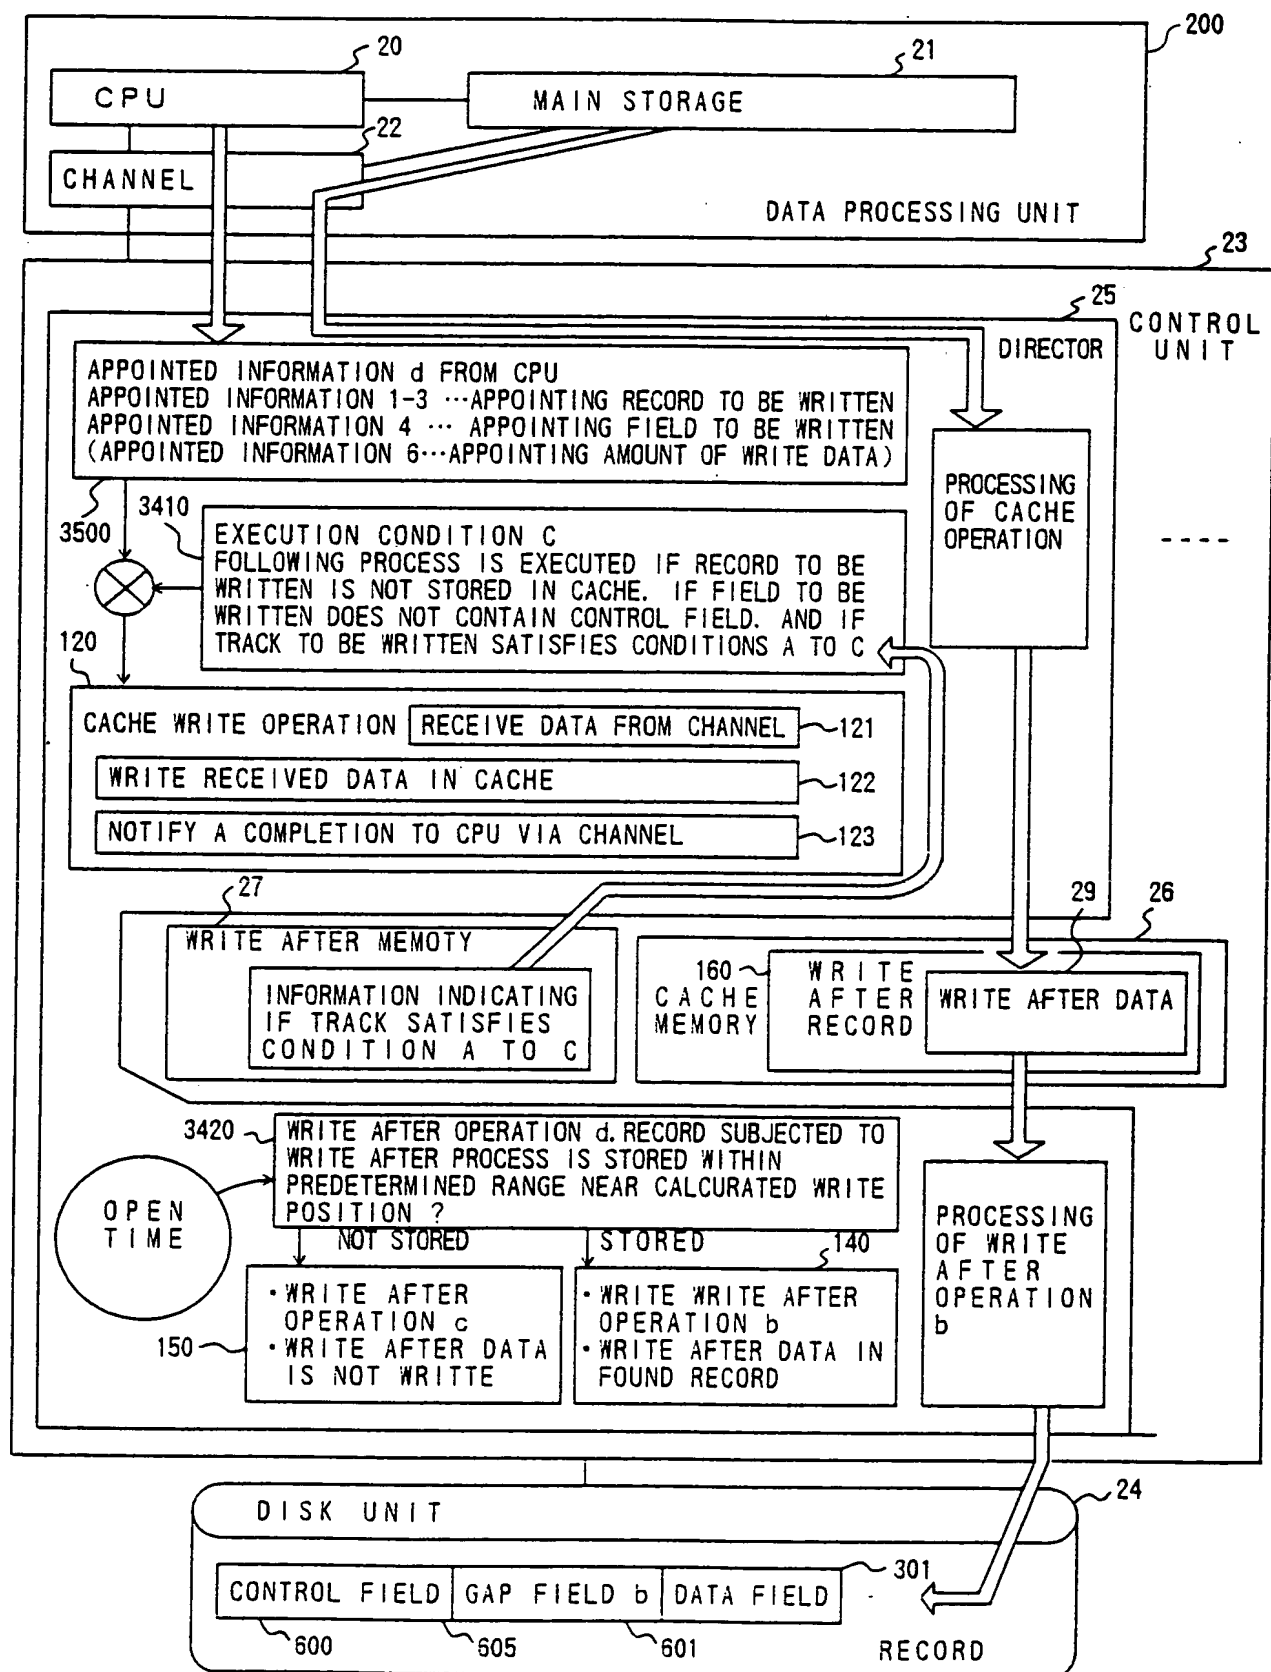 200
20
21
CPU
MAIN STORAGE
22
CHANNEL
DATA PROCESSING UNIT
23
25
CONTROL
UNIT
DIRECTOR
APPOINTED INFORMATION d FROM CPU
APPOINTED INFORMATION 1-3 ···APPOINTING RECORD TO BE WRITTEN
APPOINTED INFORMATION 4 ··· APPOINTING FIELD TO BE WRITTEN
(APPOINTED INFORMATION 6···APPOINTING AMOUNT OF WRITE DATA)
PROCESSING
OF CACHE
OPERATION
3500
3410
EXECUTION CONDITION C
FOLLOWING PROCESS IS EXECUTED IF RECORD TO BE
WRITTEN IS NOT STORED IN CACHE. IF FIELD TO BE
WRITTEN DOES NOT CONTAIN CONTROL FIELD. AND IF
TRACK TO BE WRITTEN SATISFIES CONDITIONS A TO C
120
CACHE WRITE OPERATION
RECEIVE DATA FROM CHANNEL
121
WRITE RECEIVED DATA IN CACHE
122
NOTIFY A COMPLETION TO CPU VIA CHANNEL
123
27
WRITE AFTER MEMOTY
INFORMATION INDICATING
IF TRACK SATISFIES
CONDITION A TO C
29
26
160
CACHE
MEMORY
WRITE
AFTER
RECORD
WRITE AFTER DATA
3420
WRITE AFTER OPERATION d. RECORD SUBJECTED TO
WRITE AFTER PROCESS IS STORED WITHIN
PREDETERMINED RANGE NEAR CALCURATED WRITE
POSITION ?
OPEN
TIME
NOT STORED
STORED
140
150
·WRITE AFTER
OPERATION c
·WRITE AFTER DATA
IS NOT WRITTE
·WRITE WRITE AFTER
OPERATION b
·WRITE AFTER DATA IN
FOUND RECORD
PROCESSING
OF WRITE
AFTER
OPERATION
b
24
DISK UNIT
301
CONTROL FIELD
GAP FIELD b
DATA FIELD
600
605
601
RECORD